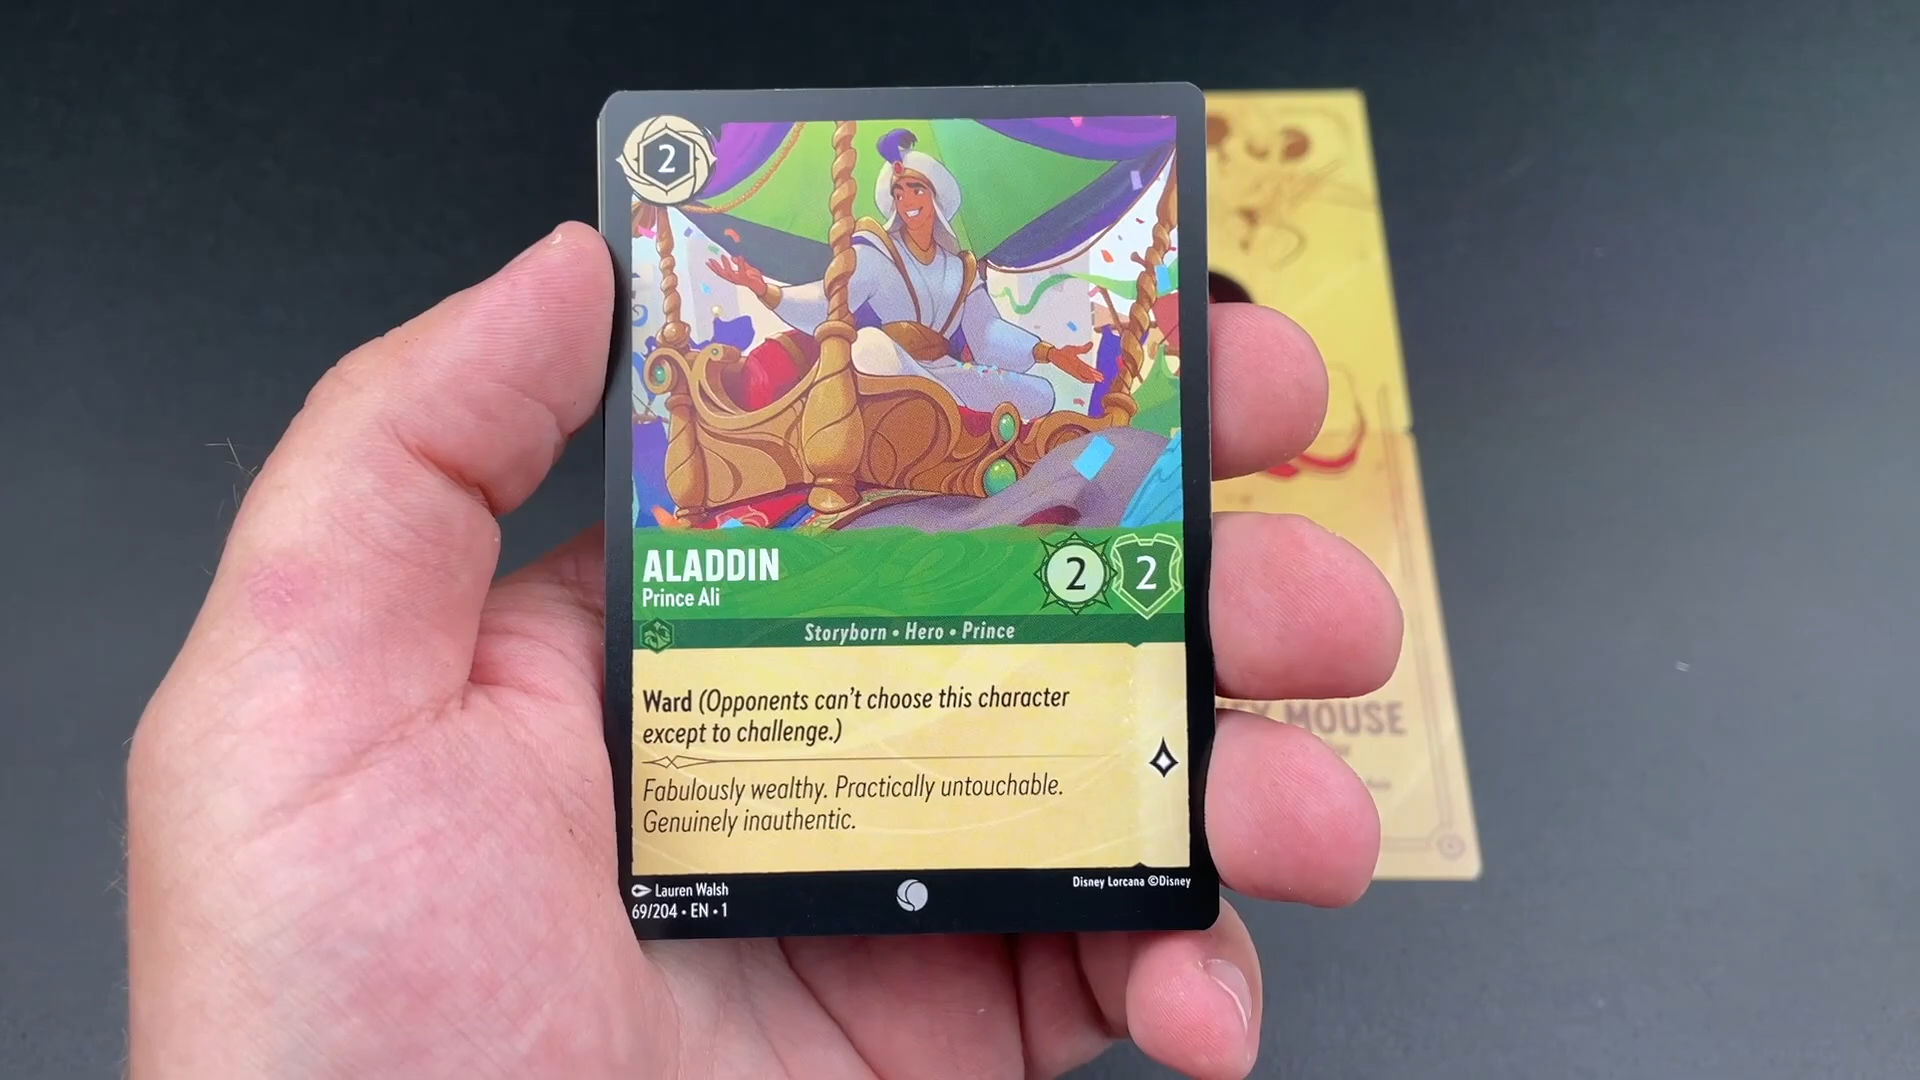 2
ALADDIN
Prince Ali
2 2
Storyborn • Hero • Prince
Ward (Opponents can't choose this character
except to challenge.)
Fabulously wealthy. Practically untouchable.
Genuinely inauthentic.
Lauren Walsh
69/204 • EN • 1
Disney Lorcana ©Disney
MOUSE